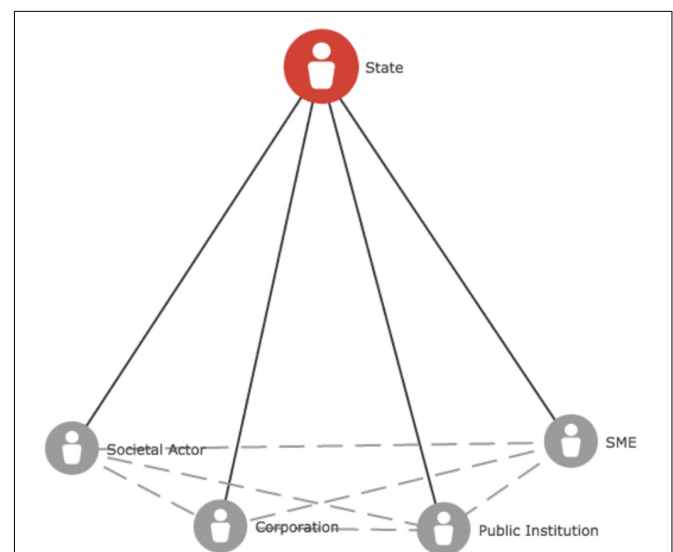 State
Societal Actor
SME
Corporation
Public Institution